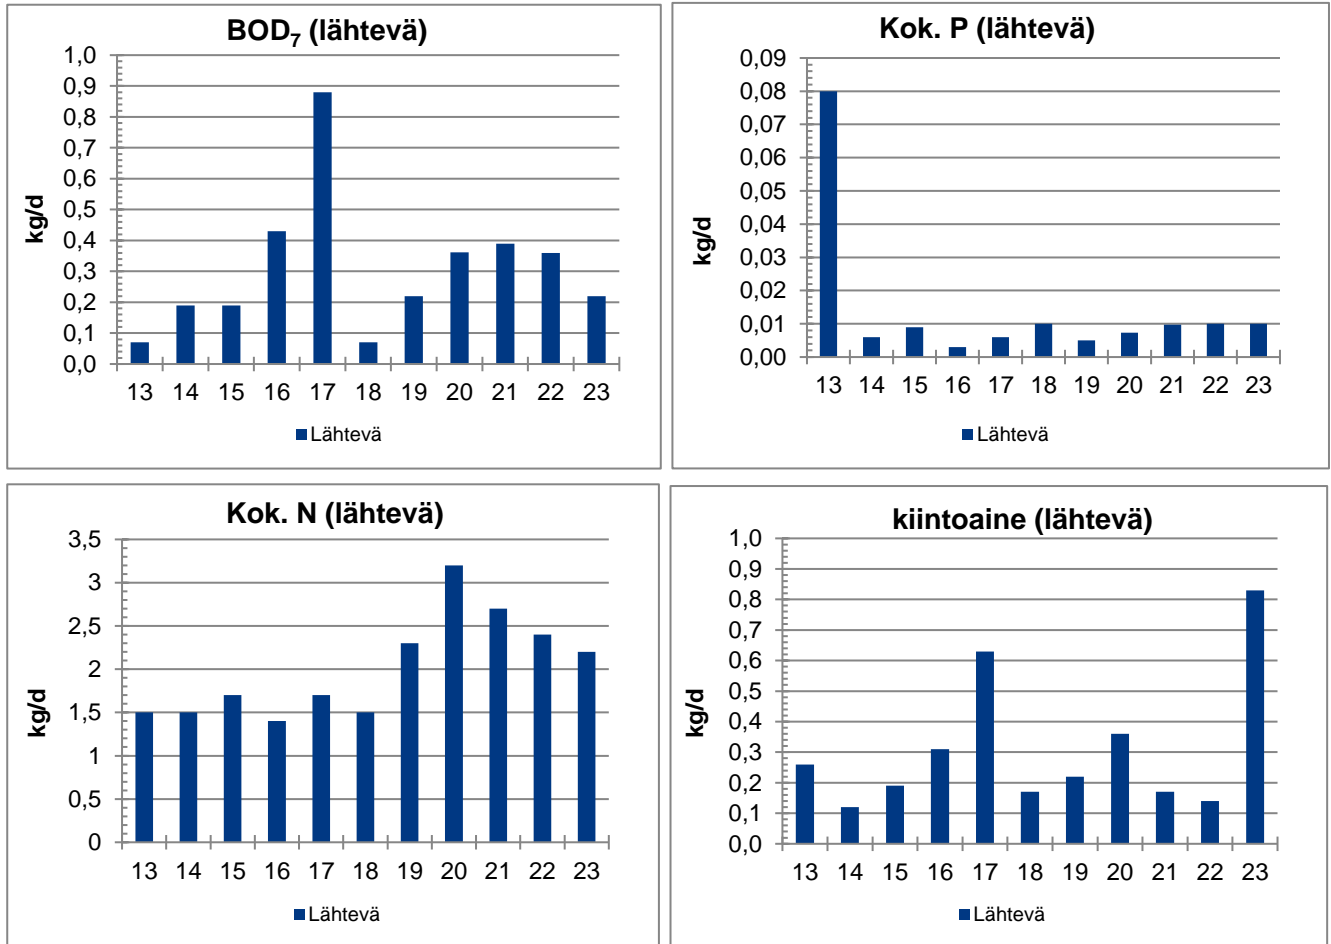 BOD₇ (lähtevä)
1,0
0,9
0,8
0,7
0,6
0,5
0,4
0,3
0,2
0,1
0,0
kg/d
13 14 15 16 17 18 19 20 21 22 23
Lähtevä
Kok. P (lähtevä)
0,09
0,08
0,07
0,06
0,05
0,04
0,03
0,02
0,01
0,00
kg/d
13 14 15 16 17 18 19 20 21 22 23
Lähtevä
Kok. N (lähtevä)
3,5
3
2,5
2
1,5
1
0,5
0
kg/d
13 14 15 16 17 18 19 20 21 22 23
Lähtevä
kiintoaine (lähtevä)
1,0
0,9
0,8
0,7
0,6
0,5
0,4
0,3
0,2
0,1
0,0
kg/d
13 14 15 16 17 18 19 20 21 22 23
Lähtevä